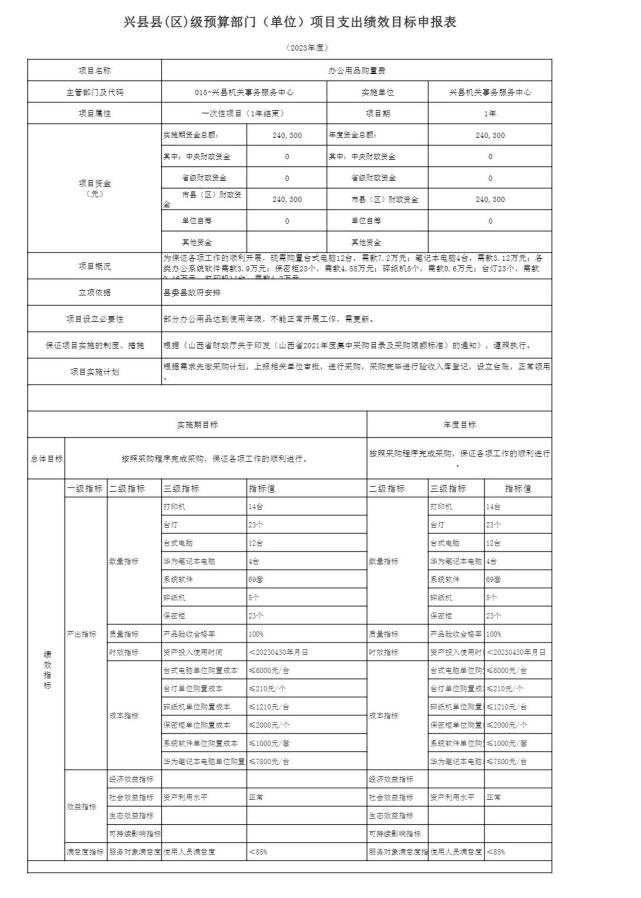 兴县县(区)级预算部门（单位）项目支出绩效目标申报表
（2023年度）
项目名称 办公用品购置费
主管部门及代码 015-兴县机关事务服务中心 实施单位 兴县机关事务服务中心
项目属性 一次性项目（1年结束） 项目期 1年
项目资金
（元）
实施期资金总额： 240,300 年度资金总额： 240,300
其中：中央财政资金 0 其中：中央财政资金 0
省级财政资金 0 省级财政资金 0
市县（区）财政资金 240,300 市县（区）财政资金 240,300
单位自筹 0 单位自筹 0
其他资金 其他资金
项目概况 为保证各项工作的顺利开展，现需购置台式电脑12台，需款7.2万元；笔记本电脑4台，需款3.12万元；各
类办公系统软件需款3.9万元；保密柜23个，需款4.55万元；碎纸机5个，需款0.6万元；台灯23个，需款
立项依据 县委县政府安排
项目设立必要性 部分办公用品达到使用年限，不能正常开展工作，需更新。
保证项目实施的制度、措施 根据《山西省财政厅关于印发（山西省2021年度集中采购目录及采购限额标准）的通知》，遵照执行。
项目实施计划 根据需求先做采购计划，上报相关单位审批，进行采购，采购完毕进行验收入库登记，设立台账，正常领用
。
实施期目标 年度目标
总体目标 按照采购程序完成采购，保证各项工作的顺利进行。 按照采购程序完成采购，保证各项工作的顺利进行
。
绩效指标
一级指标 二级指标 三级指标 指标值 二级指标 三级指标 指标值
产出指标
数量指标 打印机 14台 数量指标 打印机 14台
台灯 23个 台灯 23个
台式电脑 12台 台式电脑 12台
华为笔记本电脑 4台 华为笔记本电脑 4台
系统软件 69套 系统软件 69套
碎纸机 5个 碎纸机 5个
保密柜 23个 保密柜 23个
质量指标 产品验收合格率 100% 质量指标 产品验收合格率 100%
时效指标 资产投入使用时间 <20230430年月日 时效指标 资产投入使用时 <20230430年月日
成本指标 台式电脑单位购置成本 ≤6000元/台 成本指标 台式电脑单位购 ≤6000元/台
台灯单位购置成本 ≤210元/个 台灯单位购置成 ≤210元/个
碎纸机单位购置成本 ≤1210元/台 碎纸机单位购置 ≤1210元/台
保密柜单位购置成本 ≤2000元/个 保密柜单位购置 ≤2000元/个
系统软件单位购置成本 ≤1000元/套 系统软件单位购 ≤1000元/套
华为笔记本电脑单位购置 ≤7800元/台 华为笔记本电脑 ≤7800元/台
效益指标
经济效益指标 经济效益指标
社会效益指标 资产利用水平 正常 社会效益指标 资产利用水平 正常
生态效益指标 生态效益指标
可持续影响指标 可持续影响指标
满意度指标 服务对象满意度 使用人员满意度 <85% 服务对象满意度指 使用人员满意度 <85%